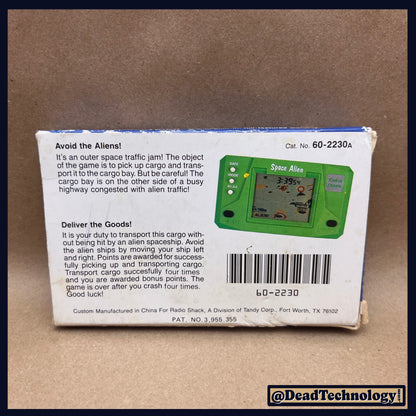 Avoid the Aliens!
Cat. No. 60-2230A
It's an outer space traffic jam! The object
of the game is to pick up cargo and trans-
port it to the cargo bay. But be careful! The
cargo bay is on the other side of a busy
highway congested with alien traffic!
Space Alien
MODE
3:39 54
Deliver the Goods!
It is your duty to transport this cargo with-
out being hit by an alien spaceship. Avoid
the alien ships by moving your ship left
and right. Points are awarded for success-
fully picking up and transporting cargo.
Transport cargo succesfully four times
and you are awarded bonus points. The
game is over after you crash four times.
Good luck!
60-2230
Custom Manufactured in China For Radio Shack, A Division of Tandy Corp., Fort Worth, TX 76102
PAT. NO. 3,955,355
@DeadTechnology